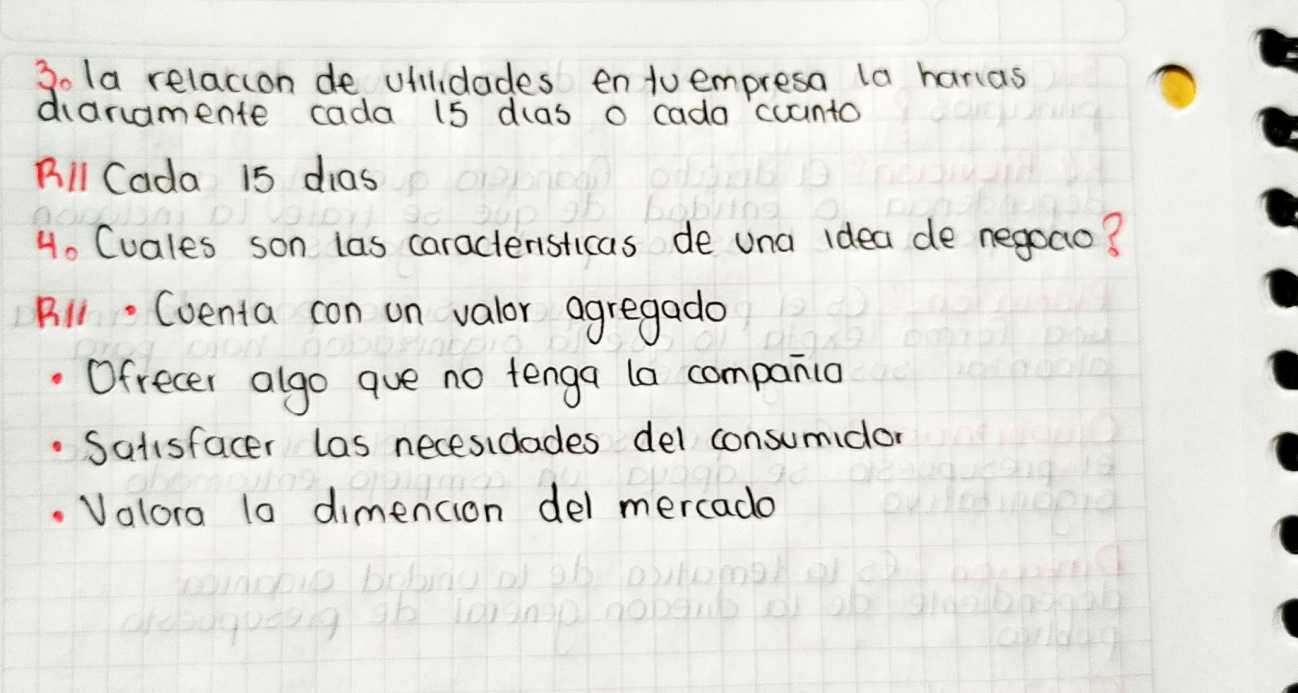 3. la relacion de utilidades en tu empresa la harias
diariamente cada 15 dias o cada cuanto
R// Cada 15 dias
4. Cuales son las caracteristicas de una idea de negocio?
R// • Cuenta con un valor agregado
• Ofrecer algo que no tenga la compañia
• Satisfacer las necesidades del consumidor
• Valora la dimencion del mercado